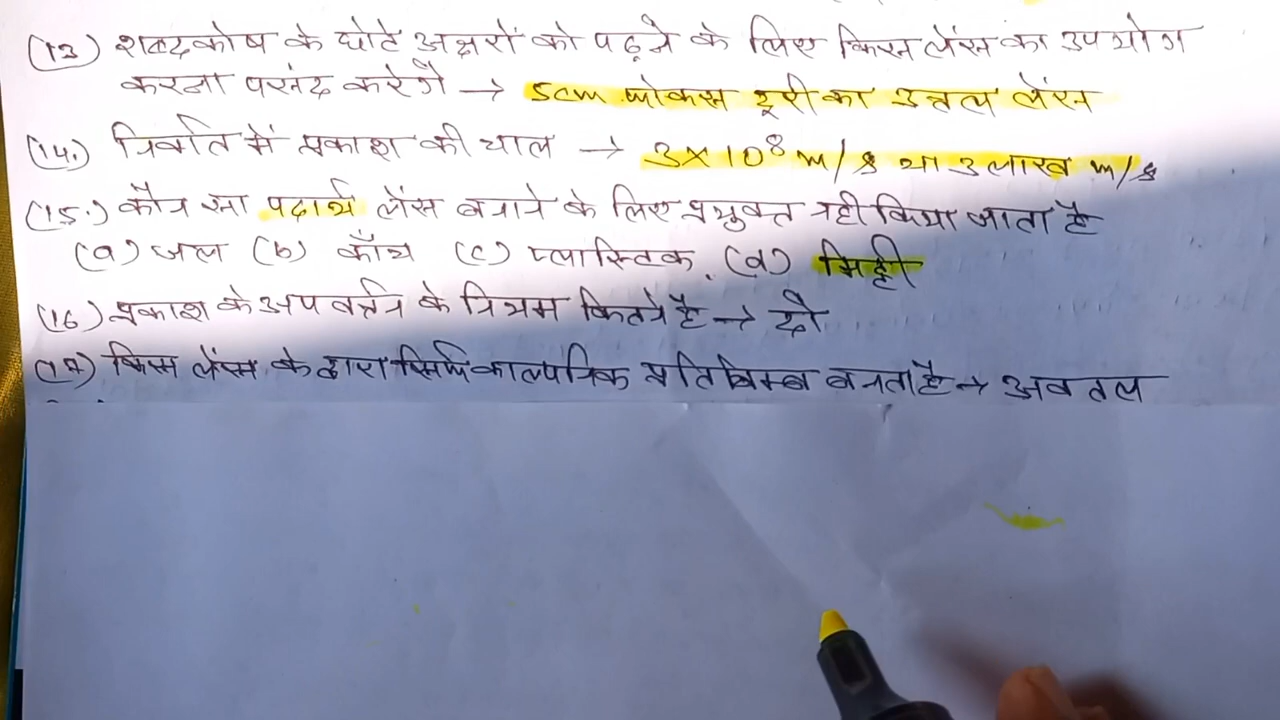 (13) शब्दकोष के छोटे अक्षरों को पढ़ने के लिए किस लेंस का उपयोग
करना पसंद करेगें → 5cm फोकस दूरी का उत्तल लेंस
(14.) निर्वात में प्रकाश की चाल → 3×10⁸ m/s या 3 लाख m/s
(15.) कौन सा पदार्थ लेंस बनाने के लिए प्रयुक्त नही किया जाता है
(a) जल (b) काँच (c) प्लास्टिक (d) मिट्टी
(16) प्रकाश के अपवर्त्तन के नियम कितने है → दो
(17) किस लेंस के द्वारा सिर्फ काल्पनिक प्रतिबिम्ब बनता है → अवतल